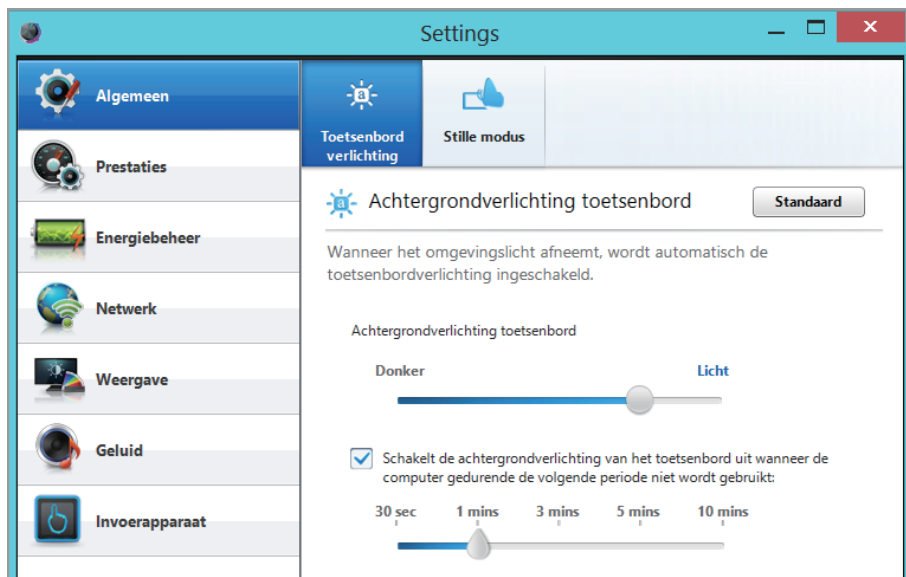 Settings
Algemeen
Prestaties
Energiebeheer
Netwerk
Weergave
Geluid
Invoerapparaat
a
Toetsenbord
verlichting
Stille modus
a
Achtergrondverlichting toetsenbord
Standaard
Wanneer het omgevingslicht afneemt, wordt automatisch de
toetsenbordverlichting ingeschakeld.
Achtergrondverlichting toetsenbord
Donker Licht
Schakelt de achtergrondverlichting van het toetsenbord uit wanneer de
computer gedurende de volgende periode niet wordt gebruikt:
30 sec 1 mins 3 mins 5 mins 10 mins